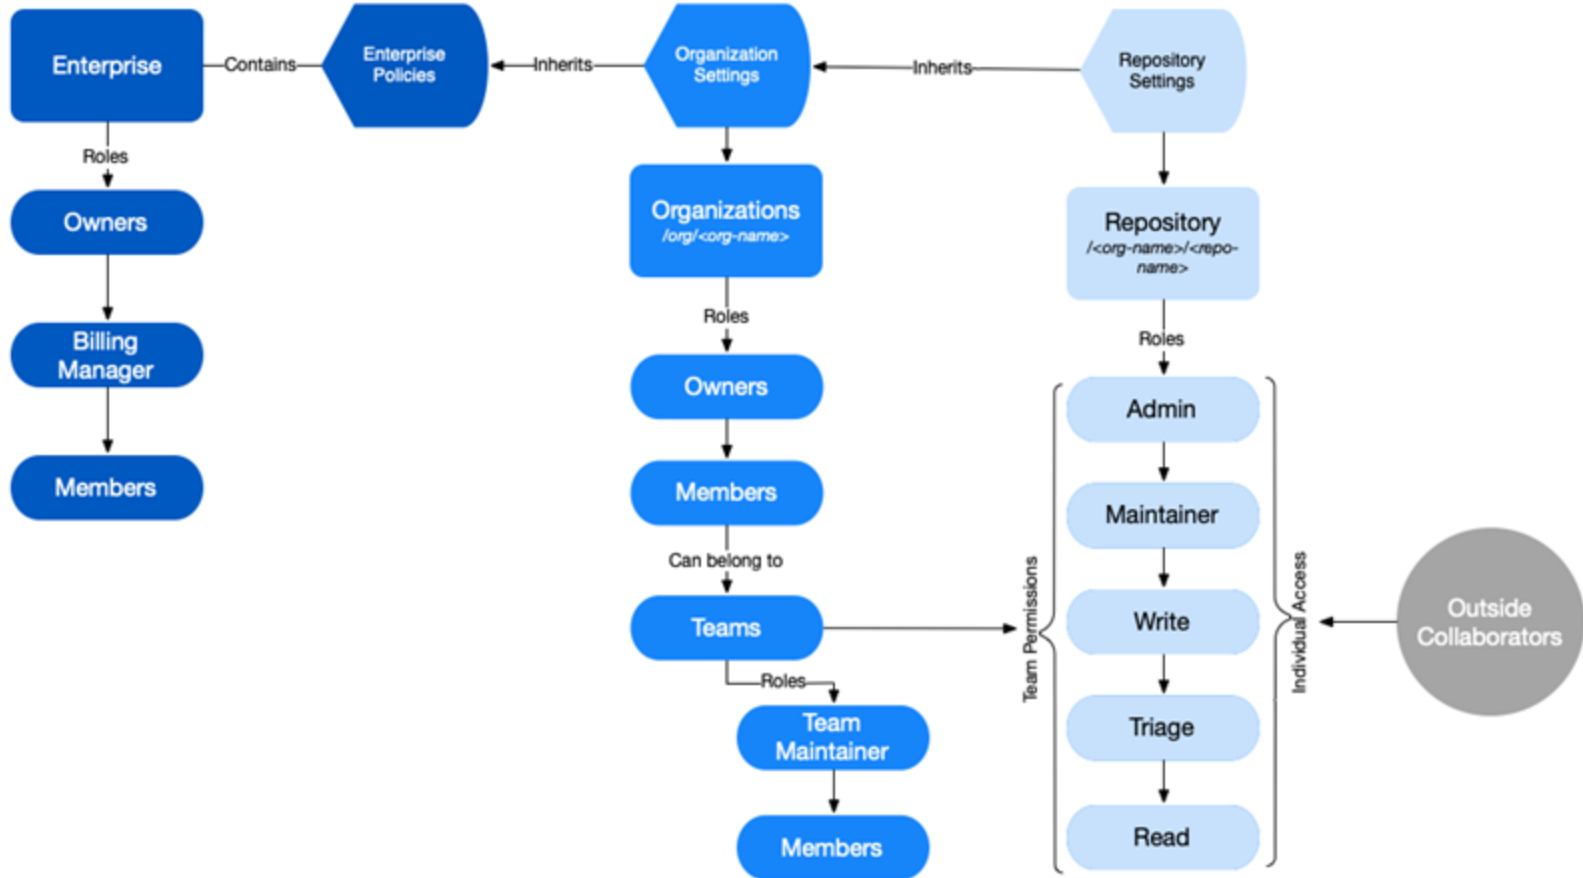 Enterprise
Contains
Enterprise
Policies
Inherits
Organization
Settings
Inherits
Repository
Settings
Roles
Owners
Billing
Manager
Members
Organizations
/org/<org-name>
Roles
Owners
Members
Can belong to
Teams
Roles
Team
Maintainer
Members
Repository
/<org-name>/<repo-
name>
Roles
Team Permissions
Admin
Maintainer
Write
Triage
Read
Individual Access
Outside
Collaborators